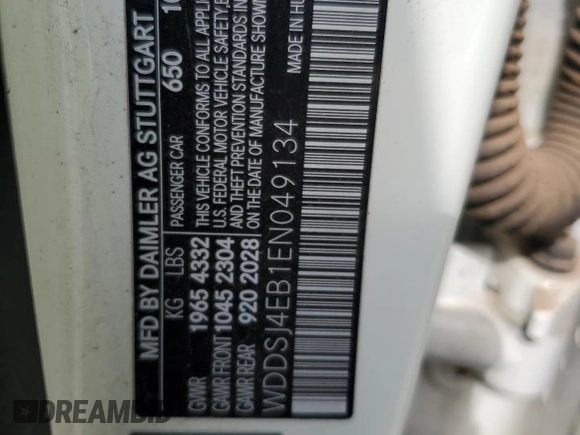 MFD BY DAIMLER AG STUTTGART
650
KG LBS
PASSENGER CAR
GVWR 1965 4332
THIS VEHICLE CONFORMS TO ALL
GAWR FRONT 1045 2304
U.S. FEDERAL MOTOR VEHICLE SAFETY
AND THEFT PREVENTION STANDARDS IN
GAWR REAR 920 2028
ON THE DATE OF MANUFACTURE SHOWN
WDDSJ4EB1EN049134
MADE IN
DREAMBID